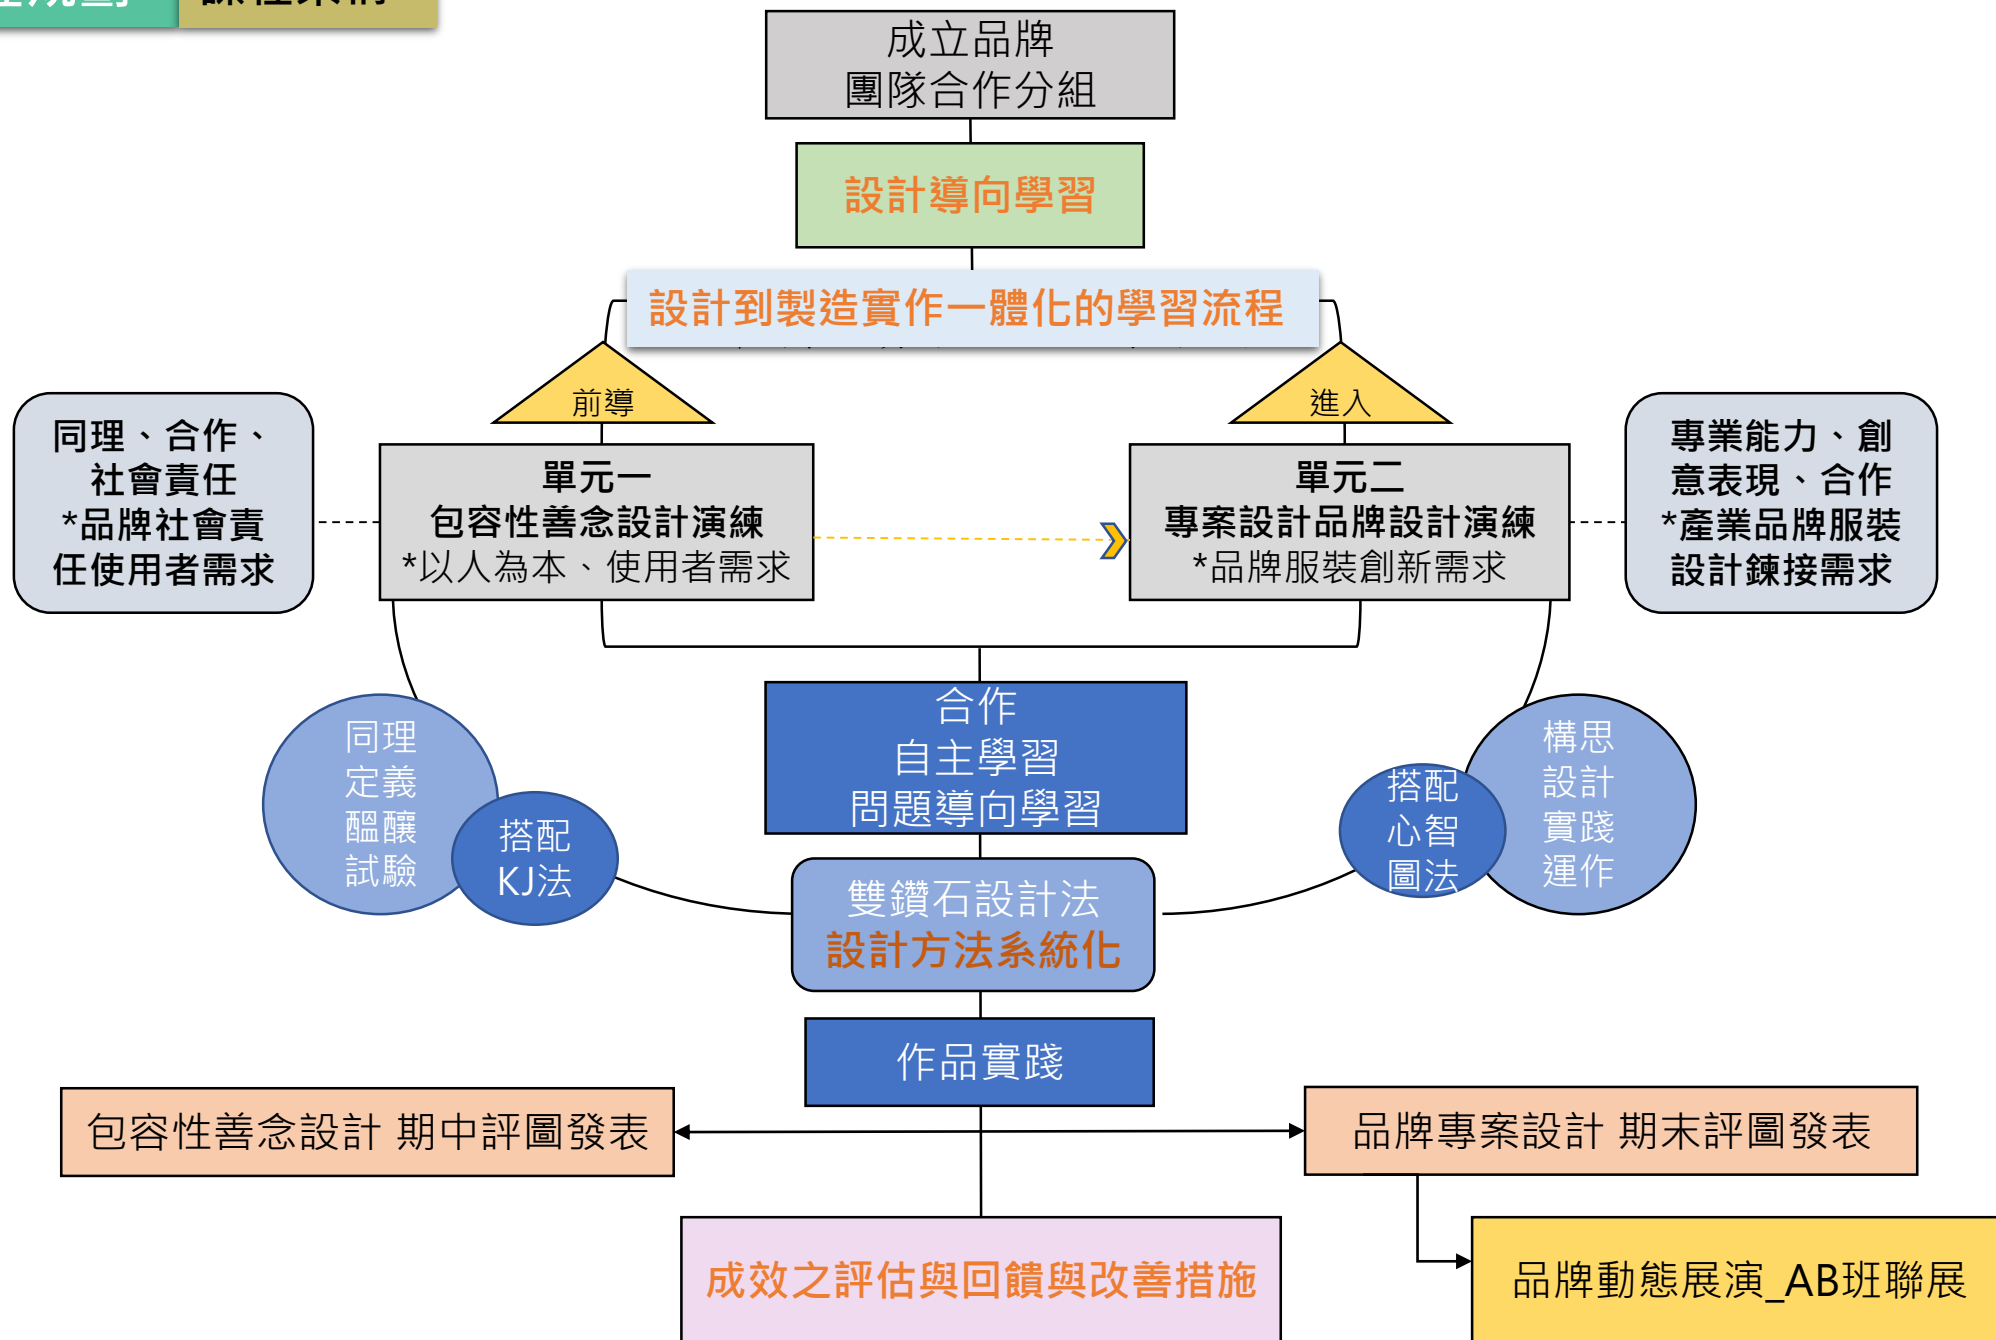 成立品牌
團隊合作分組
設計導向學習
設計到製造實作一體化的學習流程
前導
進入
同理、合作、
社會責任
*品牌社會責
任使用者需求
單元一
包容性善念設計演練
*以人為本、使用者需求
單元二
專案設計品牌設計演練
*品牌服裝創新需求
專業能力、創
意表現、合作
*產業品牌服裝
設計鍊接需求
同理
定義
醞釀
試驗
搭配
KJ法
合作
自主學習
問題導向學習
搭配
心智
圖法
構思
設計
實踐
運作
雙鑽石設計法
設計方法系統化
作品實踐
包容性善念設計 期中評圖發表
品牌專案設計 期末評圖發表
成效之評估與回饋與改善措施
品牌動態展演_AB班聯展